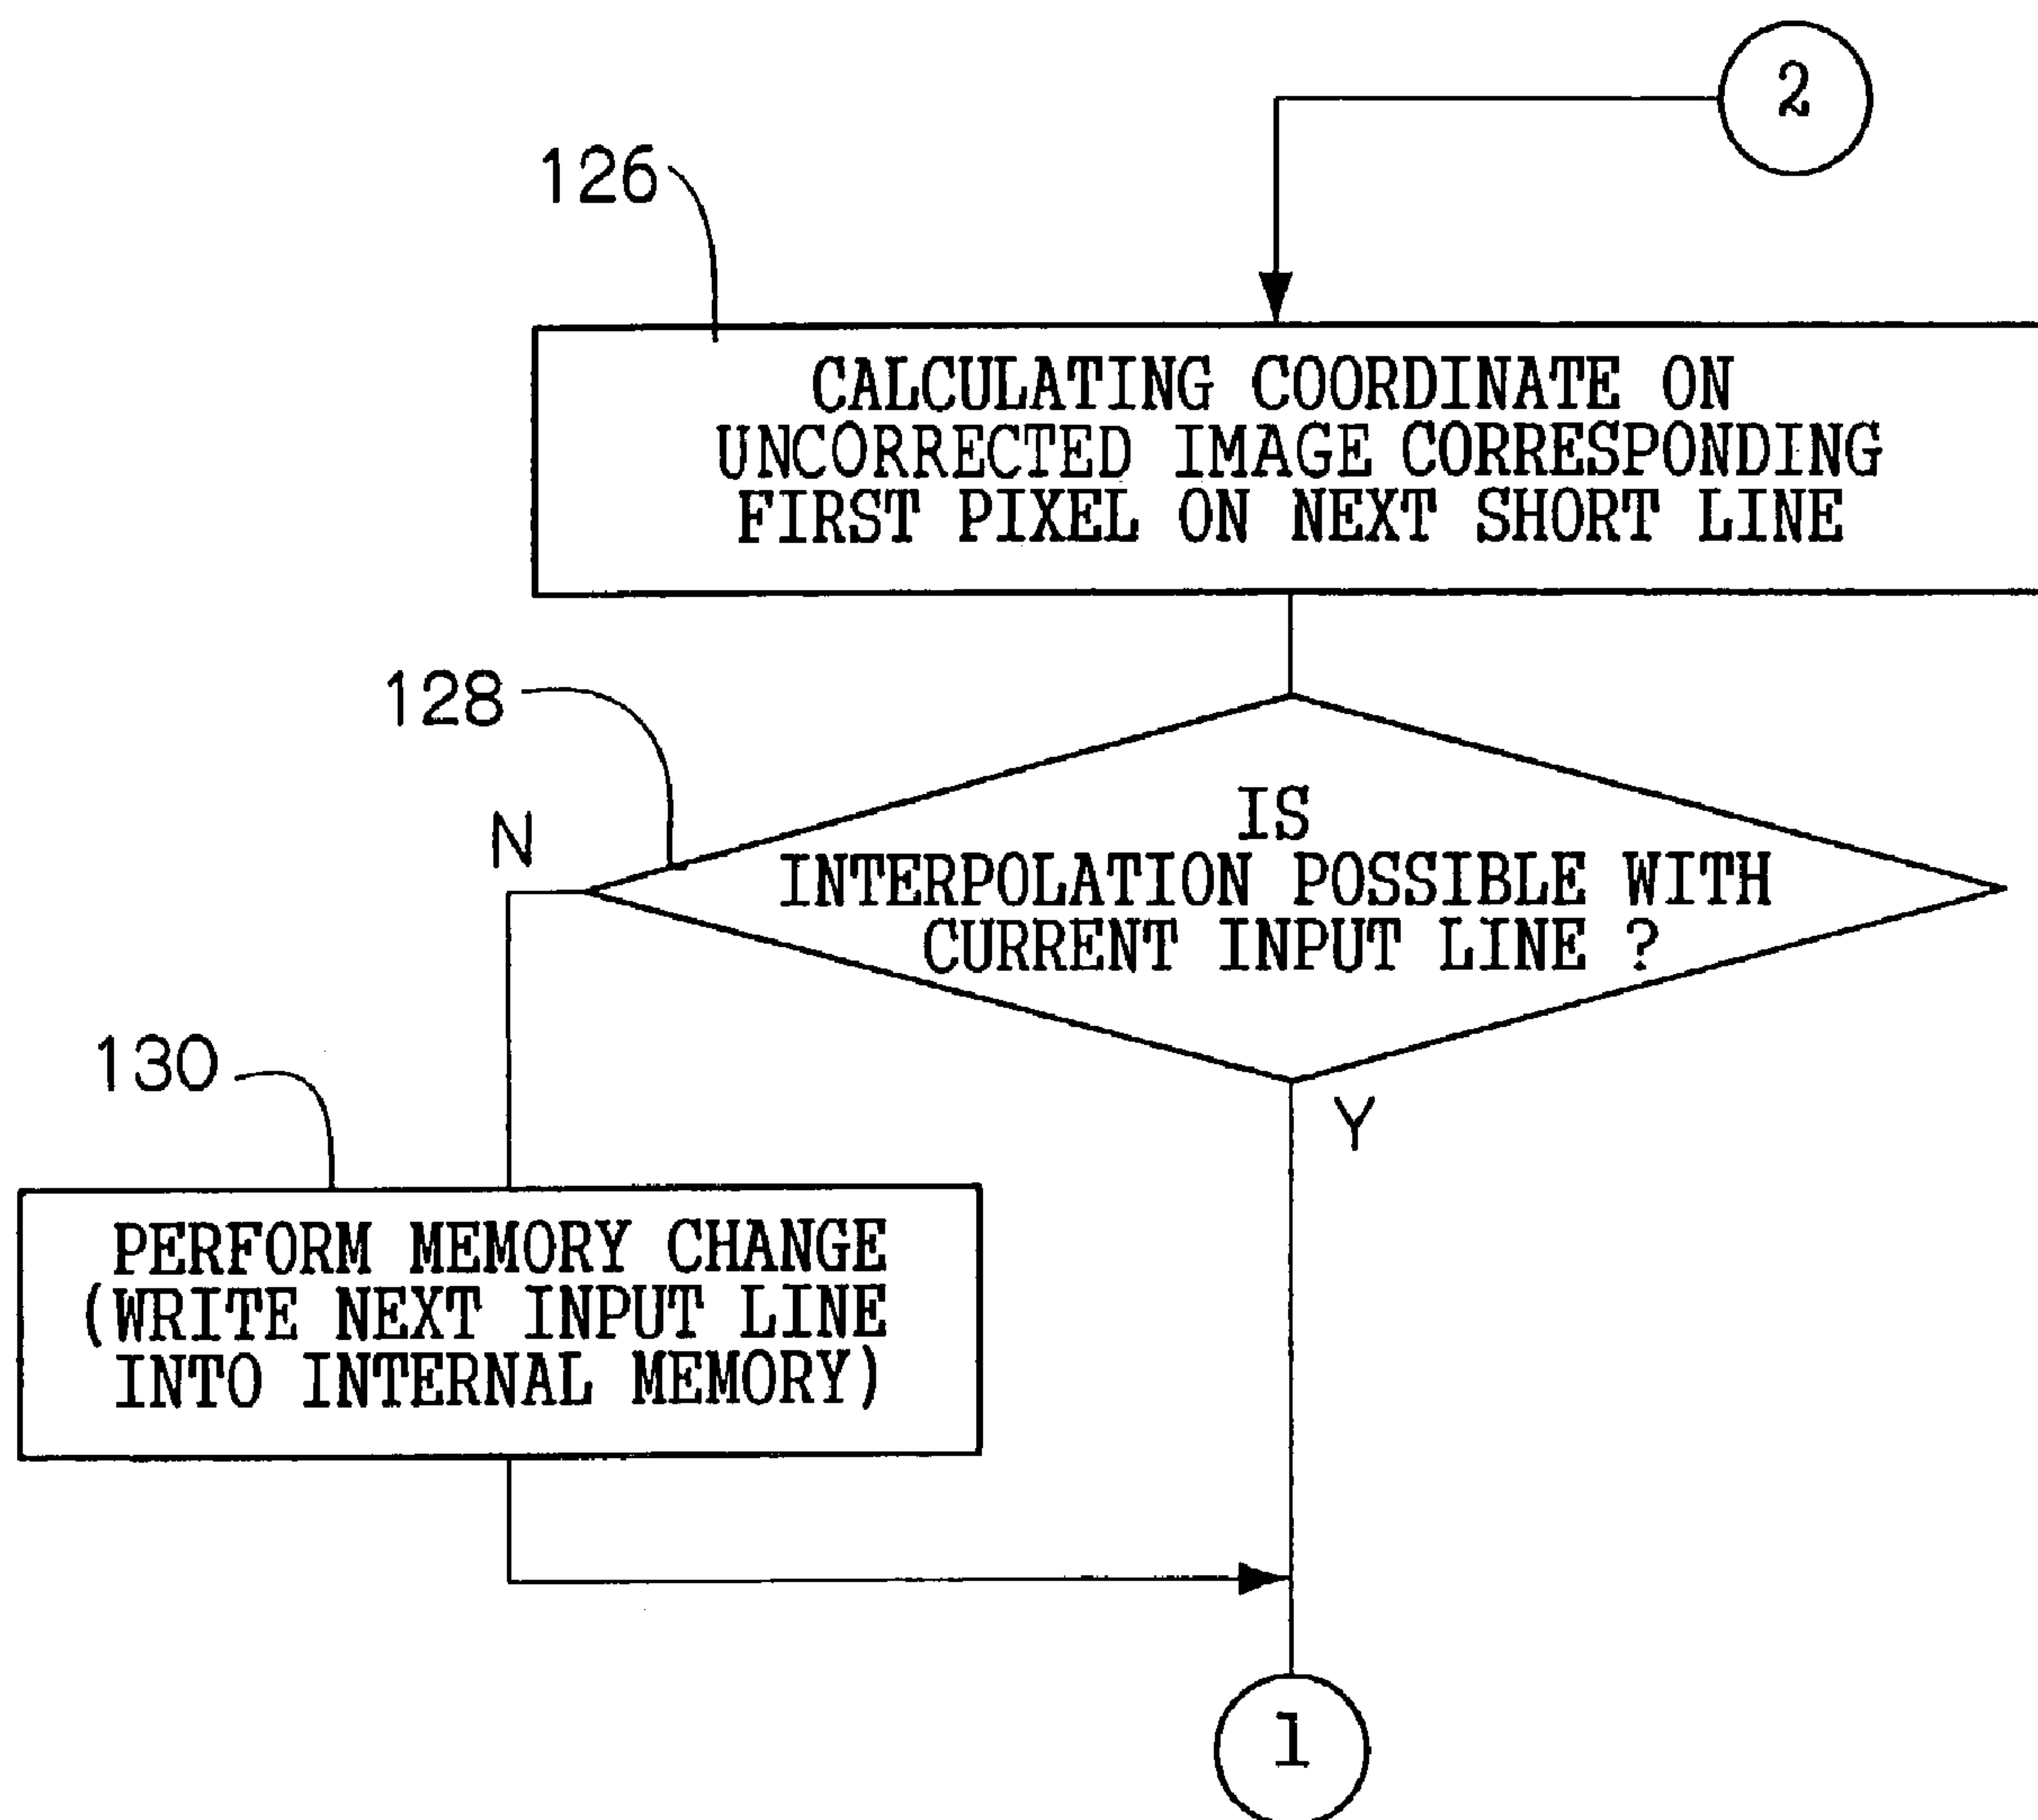 2
126
CALCULATING COORDINATE ON
UNCORRECTED IMAGE CORRESPONDING
FIRST PIXEL ON NEXT SHORT LINE
128
N
IS
INTERPOLATION POSSIBLE WITH
CURRENT INPUT LINE ?
Y
130
PERFORM MEMORY CHANGE
(WRITE NEXT INPUT LINE
INTO INTERNAL MEMORY)
1